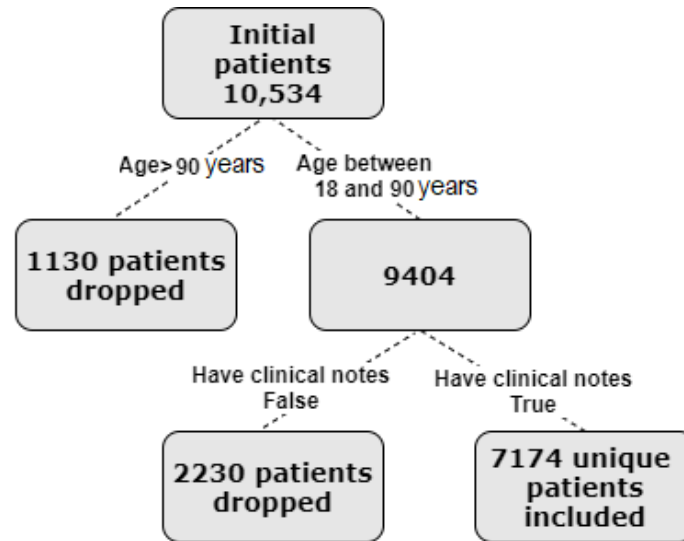 Initial
patients
10,534
Age> 90 years
Age between
18 and 90 years
1130 patients
dropped
9404
Have clinical notes
False
Have clinical notes
True
2230 patients
dropped
7174 unique
patients
included